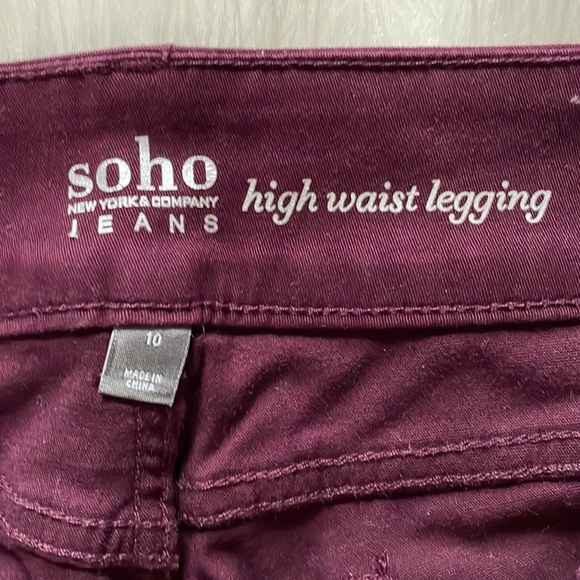 soho
NEW YORK & COMPANY
JEANS
high waist legging
10
MADE IN
CHINA